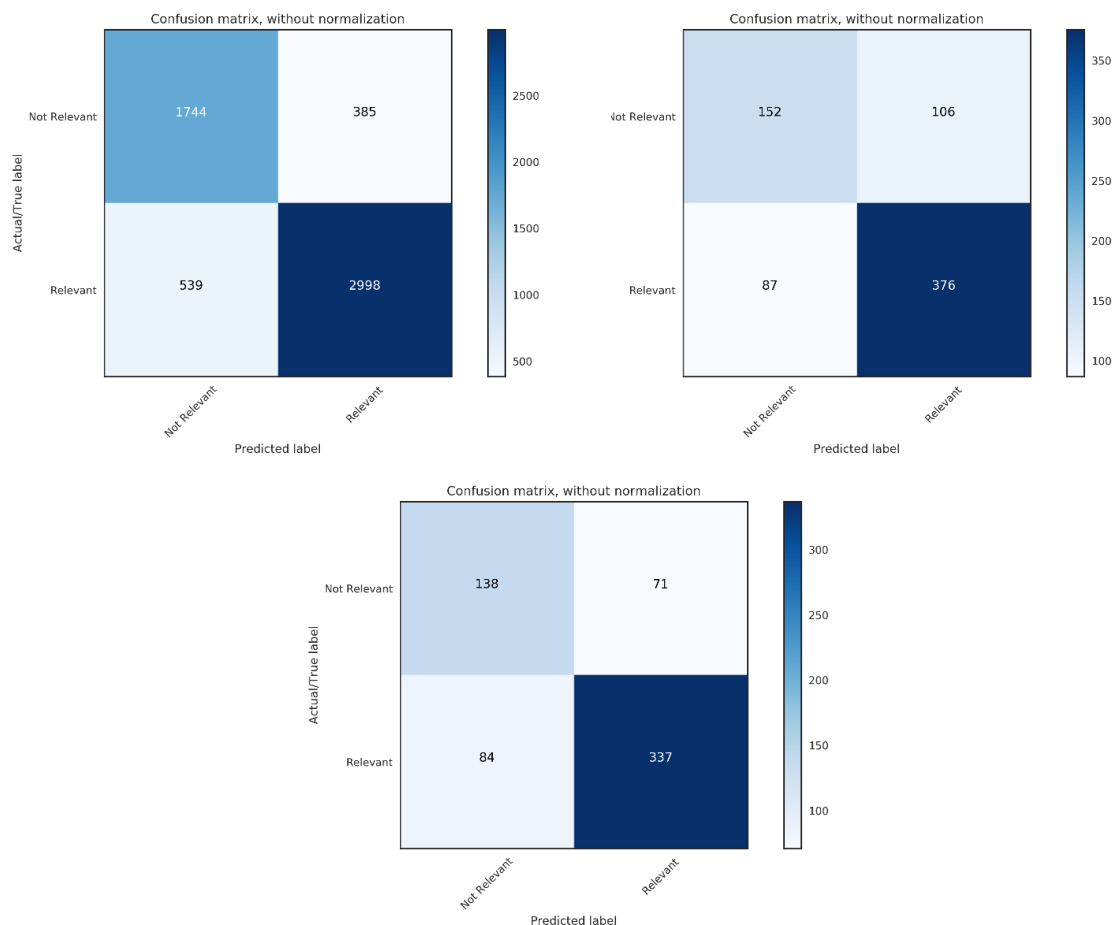 Confusion matrix, without normalization
Not Relevant
Relevant
Actual/True label
1744
385
539
2998
Not Relevant
Relevant
Predicted label
2500
2000
1500
1000
500
Confusion matrix, without normalization
Not Relevant
Relevant
152
106
87
376
Not Relevant
Relevant
Predicted label
350
300
250
200
150
100
Confusion matrix, without normalization
Not Relevant
Relevant
Actual/True label
138
71
84
337
Not Relevant
Relevant
Predicted label
300
250
200
150
100